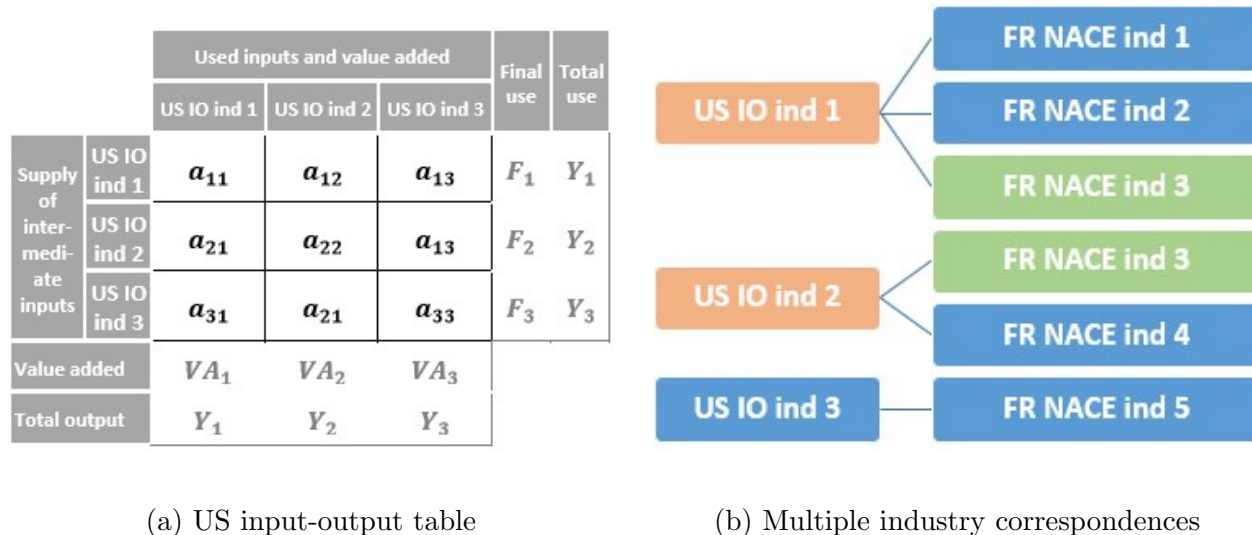 Used inputs and value added
Final use
Total use
US IO ind 1
US IO ind 2
US IO ind 3
Supply of inter-medi-ate inputs
US IO ind 1
a11
a12
a13
F1
Y1
US IO ind 2
a21
a22
a13
F2
Y2
US IO ind 3
a31
a21
a33
F3
Y3
Value added
VA1
VA2
VA3
Total output
Y1
Y2
Y3
(a) US input-output table
US IO ind 1
FR NACE ind 1
FR NACE ind 2
FR NACE ind 3
US IO ind 2
FR NACE ind 3
FR NACE ind 4
US IO ind 3
FR NACE ind 5
(b) Multiple industry correspondences